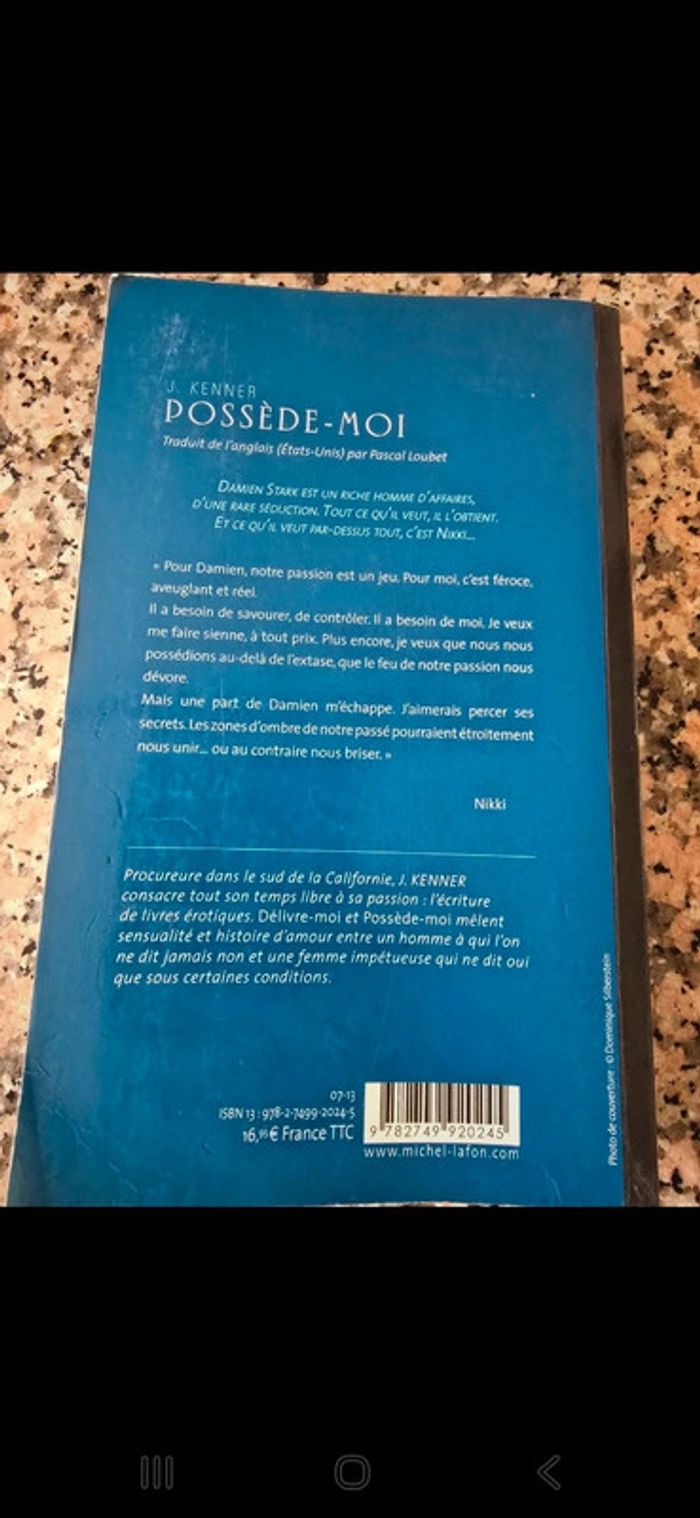 J. KENNER
POSSÈDE-MOI
Traduit de l'anglais (États-Unis) par Pascal Loubet
DAMIEN STARK EST UN RICHE HOMME D'AFFAIRES,
D'UNE RARE SÉDUCTION. TOUT CE QU'IL VEUT, IL L'OBTIENT.
ET CE QU'IL VEUT PAR-DESSUS TOUT, C'EST NIKKI...
« Pour Damien, notre passion est un jeu. Pour moi, c'est féroce,
aveuglant et réel.
Il a besoin de savourer, de contrôler. Il a besoin de moi. Je veux
me faire sienne, à tout prix. Plus encore, je veux que nous nous
possédions au-delà de l'extase, que le feu de notre passion nous
dévore.
Mais une part de Damien m'échappe. J'aimerais percer ses
secrets. Les zones d'ombre de notre passé pourraient étroitement
nous unir... ou au contraire nous briser. »
Nikki
Procureure dans le sud de la Californie, J. KENNER
consacre tout son temps libre à sa passion : l'écriture
de livres érotiques. Délivre-moi et Possède-moi mêlent
sensualité et histoire d'amour entre un homme à qui l'on
ne dit jamais non et une femme impétueuse qui ne dit oui
que sous certaines conditions.
07-13
ISBN 13 : 978-2-7499-2024-5
16,95 € France TTC
9 782749 920245
www.michel-lafon.com
Photo de couverture : © Dominique Silberstein